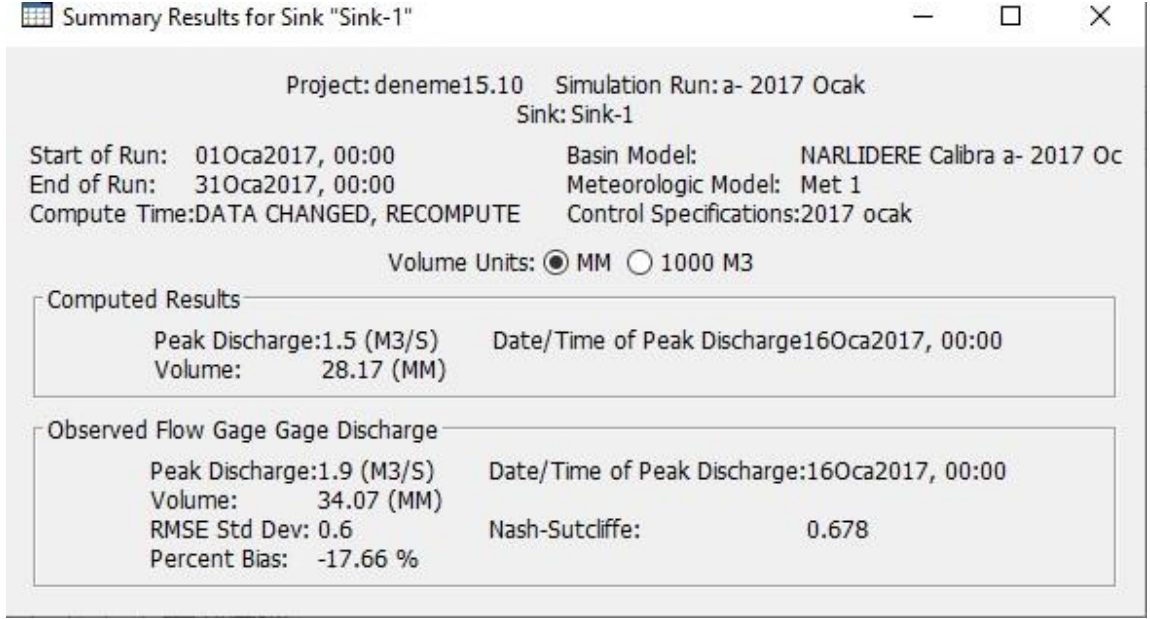 Summary Results for Sink "Sink-1"
Project: deneme15.10 Simulation Run: a- 2017 Ocak
Sink: Sink-1
Start of Run: 01Oca2017, 00:00 Basin Model: NARLIDERE Calibra a- 2017 Oc
End of Run: 31Oca2017, 00:00 Meteorologic Model: Met 1
Compute Time:DATA CHANGED, RECOMPUTE Control Specifications:2017 ocak
Volume Units: MM 1000 M3
Computed Results
Peak Discharge:1.5 (M3/S) Date/Time of Peak Discharge16Oca2017, 00:00
Volume: 28.17 (MM)
Observed Flow Gage Gage Discharge
Peak Discharge:1.9 (M3/S) Date/Time of Peak Discharge:16Oca2017, 00:00
Volume: 34.07 (MM)
RMSE Std Dev: 0.6 Nash-Sutcliffe: 0.678
Percent Bias: -17.66 %